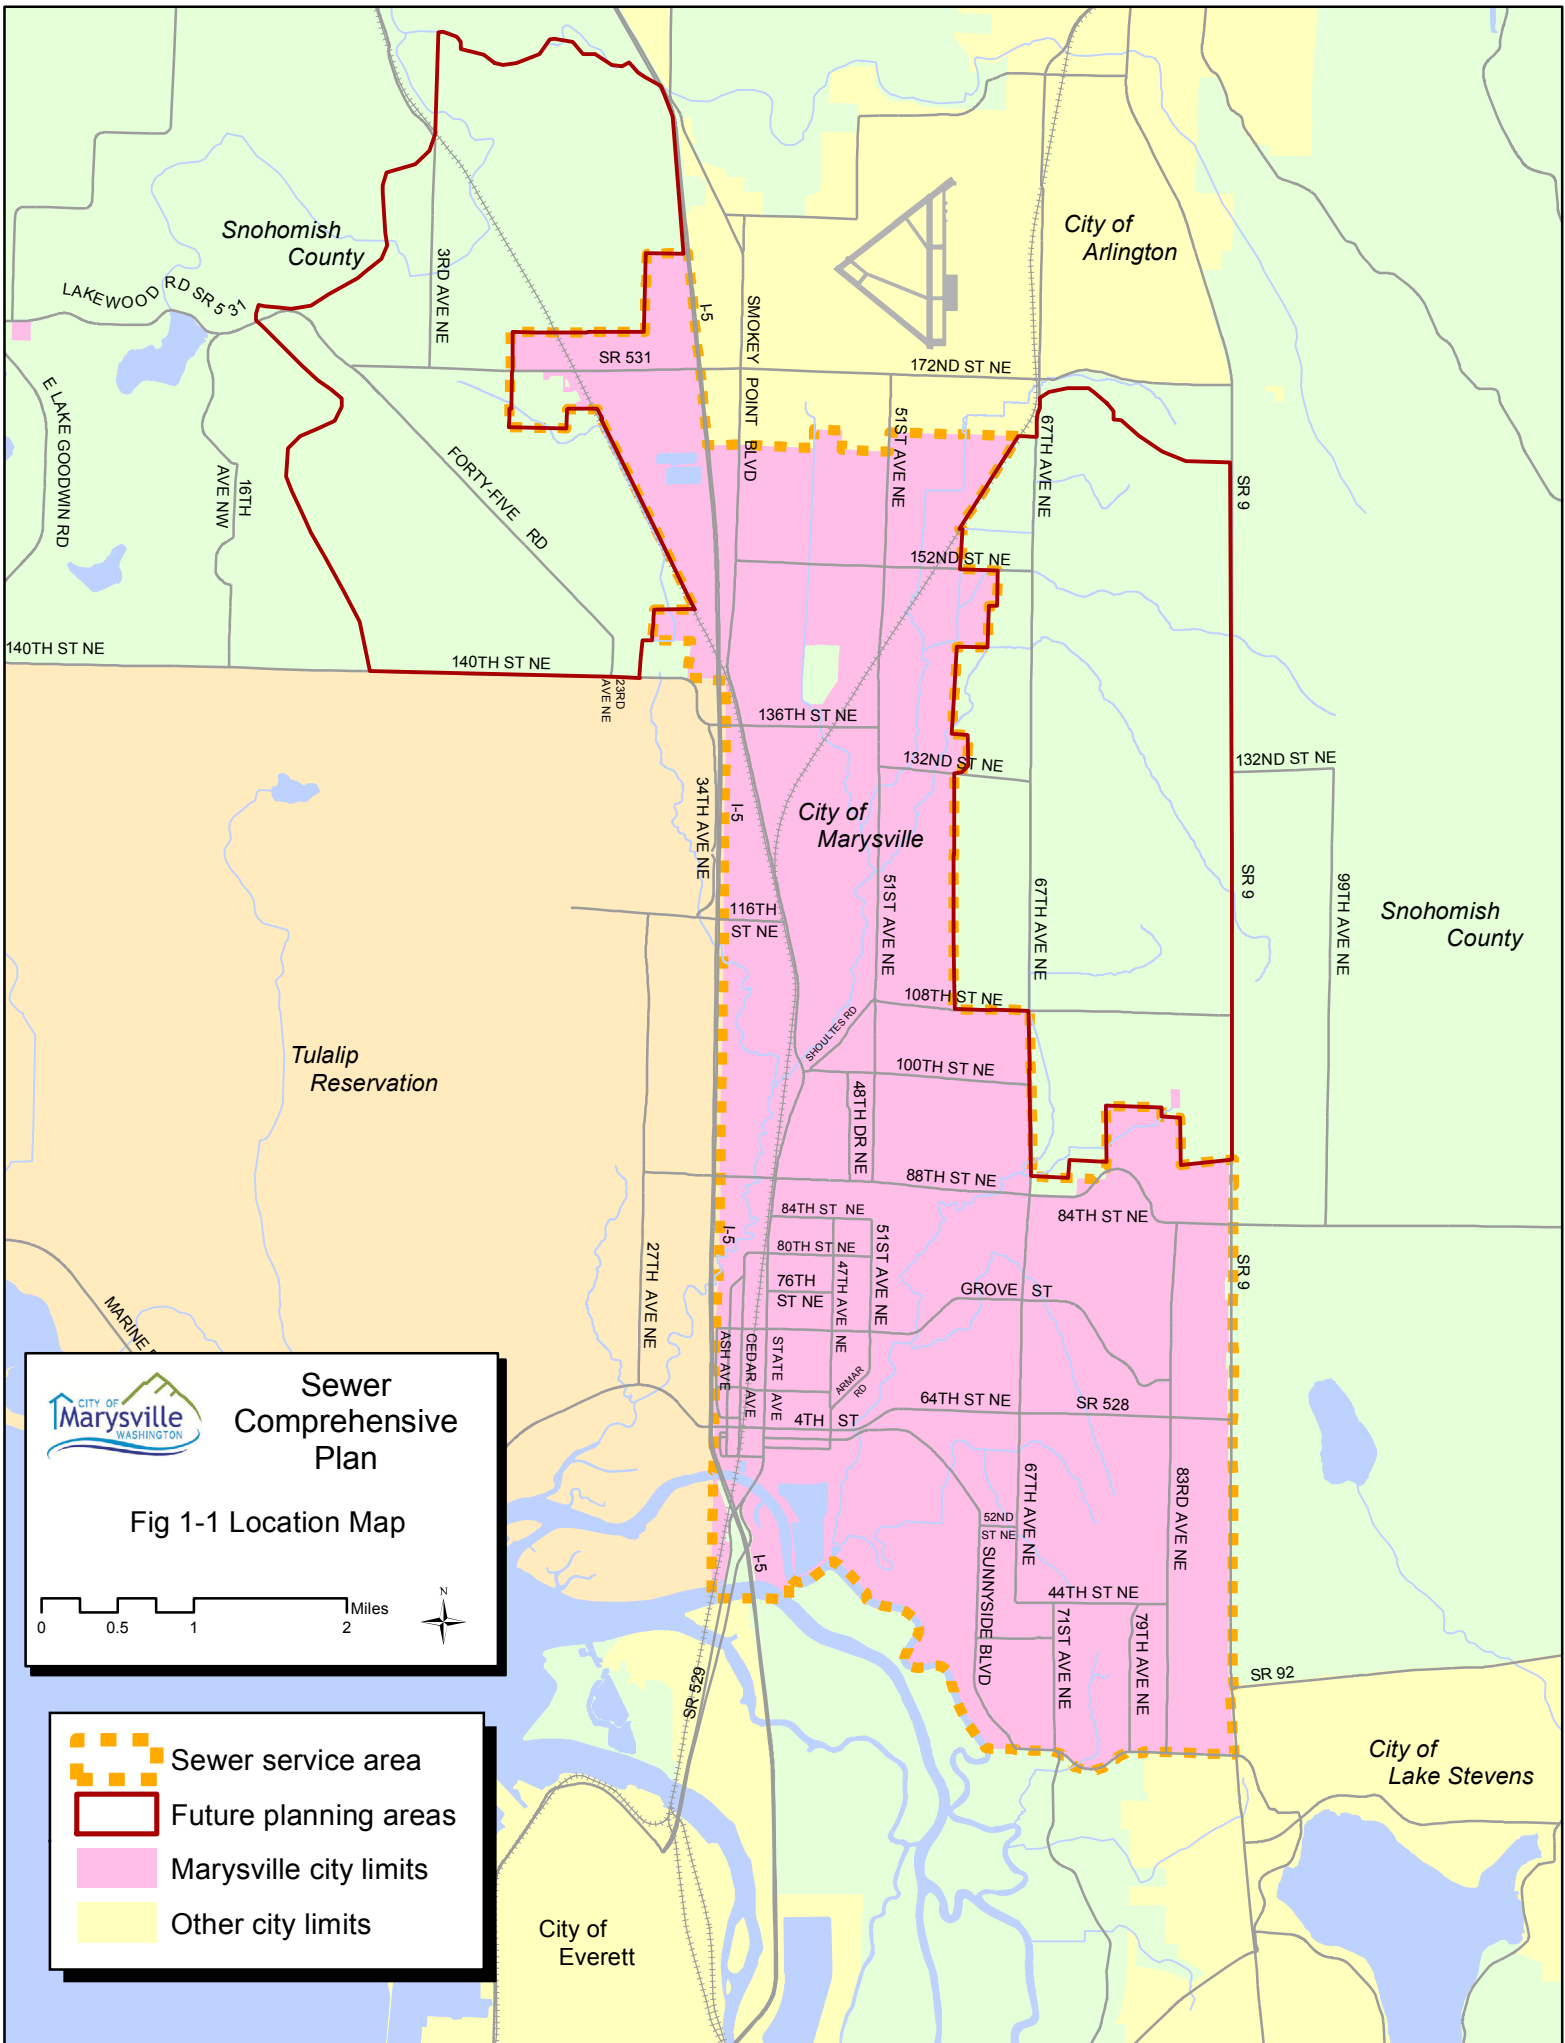 Snohomish
County
LAKEWOOD RD SR 531
3RD AVE NE
I-5
SMOKEY POINT BLVD
City of
Arlington
SR 531
172ND ST NE
E LAKE GOODWIN RD
16TH
AVE NW
FORTY-FIVE RD
51ST AVE NE
67TH AVE NE
SR 9
152ND ST NE
140TH ST NE
140TH ST NE
23RD
AVE NE
136TH ST NE
132ND ST NE
132ND ST NE
34TH AVE NE
I-5
City of
Marysville
51ST AVE NE
67TH AVE NE
SR 9
99TH AVE NE
Snohomish
County
116TH
ST NE
108TH ST NE
SHOULTES RD
Tulalip
Reservation
100TH ST NE
48TH DR NE
88TH ST NE
84TH ST NE
84TH ST NE
27TH AVE NE
I-5
80TH ST NE
51ST AVE NE
SR 9
76TH
ST NE
47TH AVE NE
GROVE ST
MARINE
ASH AVE
CEDAR AVE
STATE AVE
ARMAR
RD
64TH ST NE
SR 528
4TH ST
CITY OF
Marysville
WASHINGTON
Sewer
Comprehensive
Plan
Fig 1-1 Location Map
0 0.5 1 2 Miles
N
67TH AVE NE
83RD AVE NE
52ND
ST NE
I-5
SUNNYSIDE BLVD
44TH ST NE
71ST AVE NE
79TH AVE NE
SR 529
SR 92
City of
Lake Stevens
Sewer service area
Future planning areas
Marysville city limits
Other city limits
City of
Everett